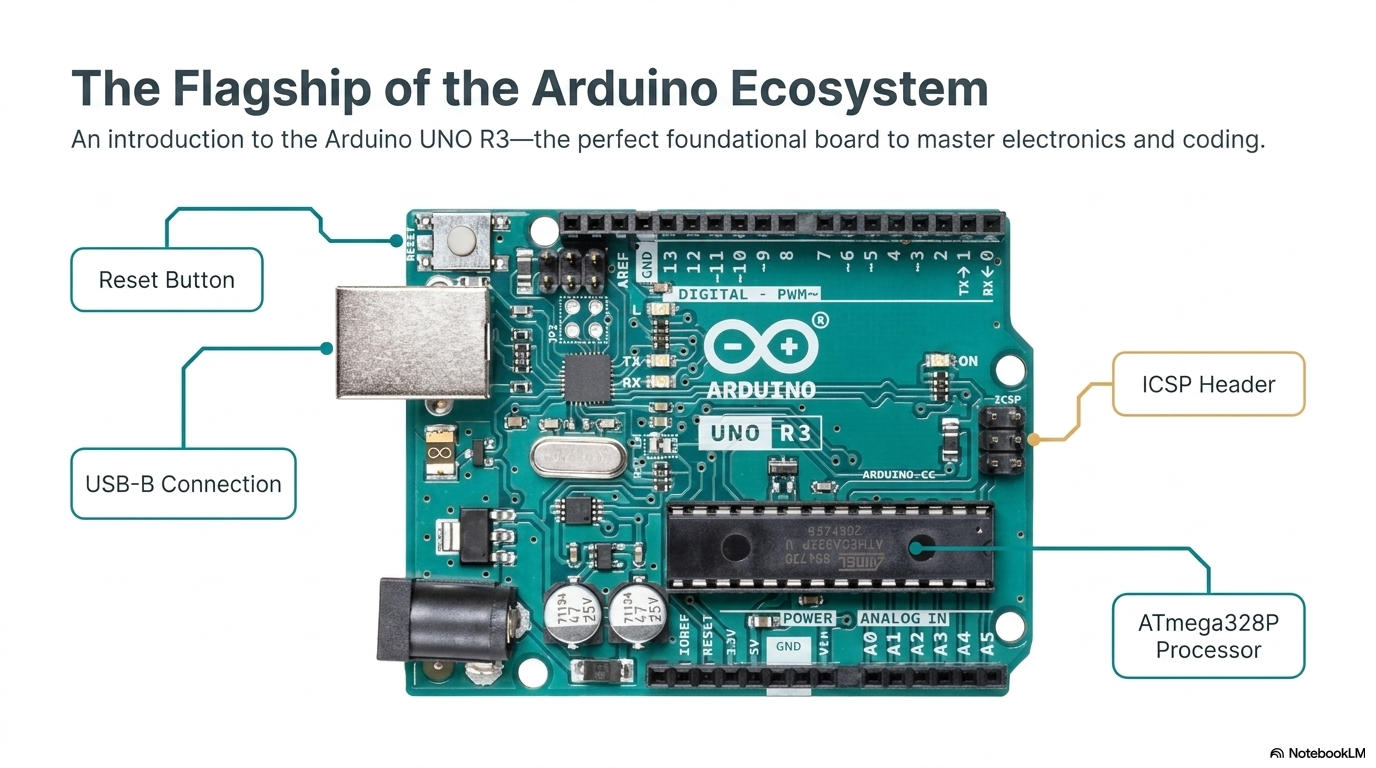 The Flagship of the Arduino Ecosystem
An introduction to the Arduino UNO R3—the perfect foundational board to master electronics and coding.
Reset Button
USB-B Connection
ICSP Header
ATmega328P
Processor
RESET
AREF
GND
13
12
~11
~10
~9
8
7
~6
~5
4
~3
2
TX→1
RX←0
DIGITAL - PWM~
L
TX
RX
ARDUINO
®
UNO R3
ON
ARDUINO.CC
71134
47
25V
71134
47
25V
IOREF
RESET
3.3V
5V
GND
POWER
ANALOG IN
A0
A1
A2
A3
A4
A5
NotebookLM